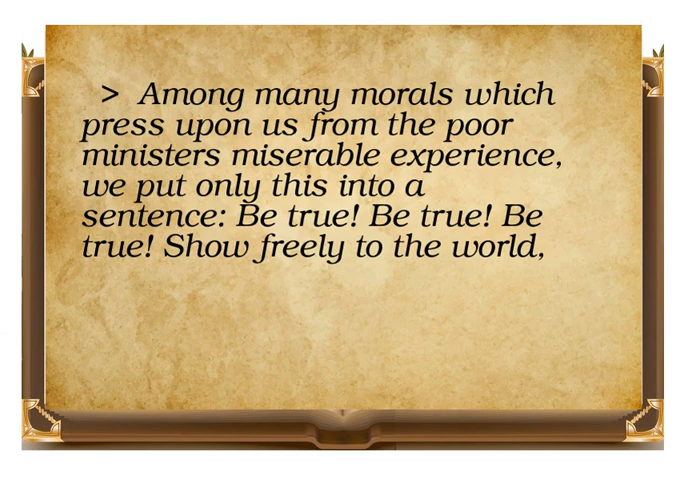 > Among many morals which
press upon us from the poor
ministers miserable experience,
we put only this into a
sentence: Be true! Be true! Be
true! Show freely to the world,